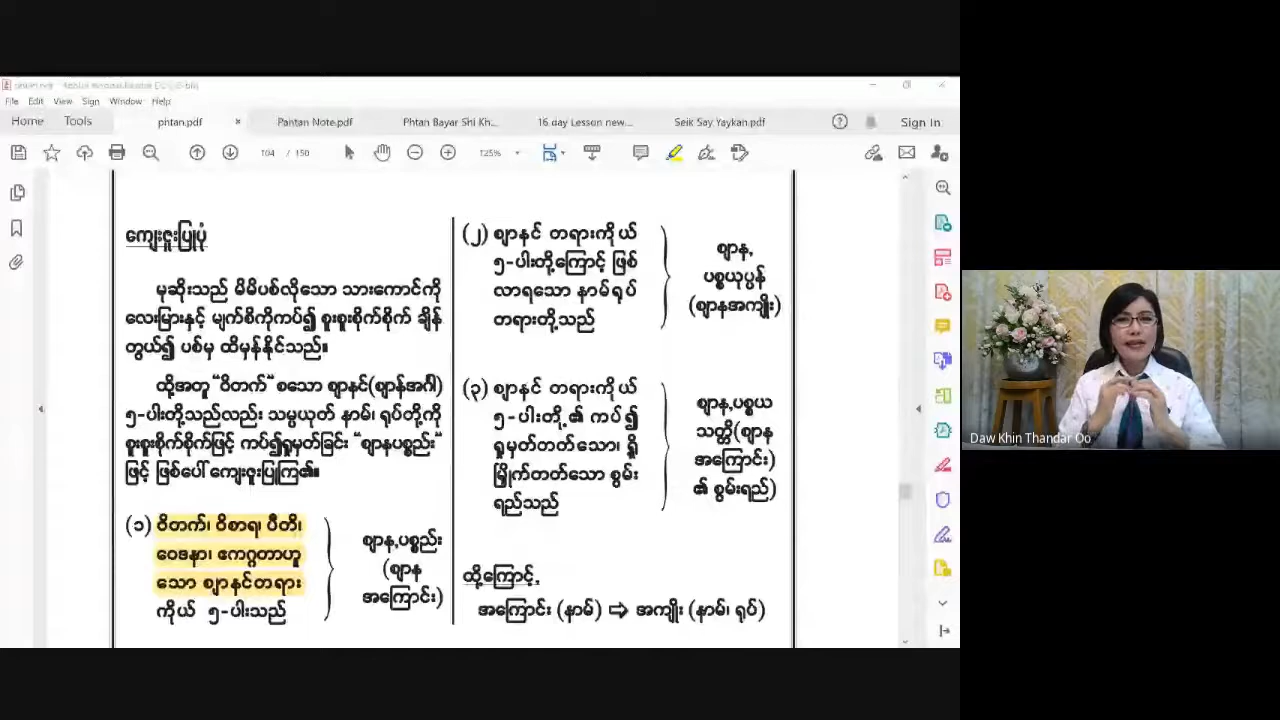 File Edit View Sign Window Help
Home Tools phtan.pdf × Pantan Note.pdf Phtan Bayar Shi Kh... 16 day Lesson new... Seik Say Yaykan.pdf Sign In
104 / 150 125%
ကျေးဇူးပြုပုံ
မုဆိုးသည် မိမိပစ်လိုသော သားကောင်ကို
လေးမြားနှင့် မျက်စိကိုကပ်၍ စူးစူးစိုက်စိုက် ချိန်
တွယ်၍ ပစ်မှ ထိမှန်နိုင်သည်။
ထို့အတူ "ဝိတက်" စသော ဈာနင်(ဈာန်အင်္ဂါ)
၅-ပါးတို့သည်လည်း သမ္ပယုတ် နာမ်၊ ရုပ်တို့ကို
စူးစူးစိုက်စိုက်ဖြင့် ကပ်၍ရှုမှတ်ခြင်း "ဈာနပစ္စည်း"
ဖြင့် ဖြစ်ပေါ် ကျေးဇူးပြုကြ၏။
(၁) ဝိတက်၊ ဝိစာရ၊ ပီတိ၊
ဝေဒနာ၊ ဧကဂ္ဂတာဟူ
သော ဈာနင်တရား
ကိုယ် ၅-ပါးသည်
ဈာန,ပစ္စည်း
(ဈာန
အကြောင်း)
(၂) ဈာနင် တရားကိုယ်
၅-ပါးတို့ကြောင့် ဖြစ်
လာရသော နာမ်ရုပ်
တရားတို့သည်
ဈာန,
ပစ္စယုပ္ပန်
(ဈာနအကျိုး)
(၃) ဈာနင် တရားကိုယ်
၅-ပါးတို့၏ ကပ်၍
ရှုမှတ်တတ်သော၊ ရှို
မြှိုက်တတ်သော စွမ်း
ရည်သည်
ဈာန,ပစ္စယ
သတ္တိ(ဈာန
အကြောင်း)
၏ စွမ်းရည်)
ထို့ကြောင့်,
အကြောင်း (နာမ်) ⇨ အကျိုး (နာမ်၊ ရုပ်)
Daw Khin Thandar Oo